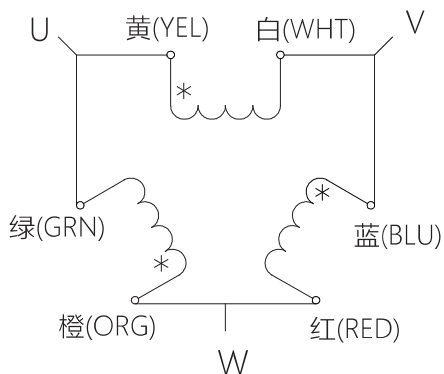 U
黄(YEL)
白(WHT)
V
*
*
绿(GRN)
*
蓝(BLU)
橙(ORG)
红(RED)
W